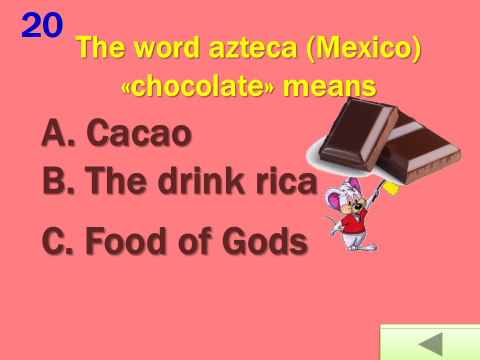 20
The word azteca (Mexico)
«chocolate» means
A. Cacao
B. The drink rica
C. Food of Gods